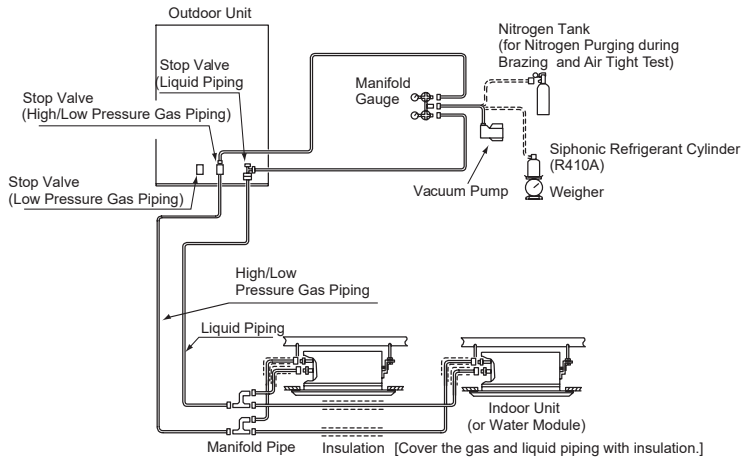 Outdoor Unit
Stop Valve
(Liquid Piping
Stop Valve
(High/Low Pressure Gas Piping)
Stop Valve
(Low Pressure Gas Piping)
Manifold
Gauge
Nitrogen Tank
(for Nitrogen Purging during
Brazing and Air Tight Test)
Siphonic Refrigerant Cylinder
(R410A)
Weigher
Vacuum Pump
High/Low
Pressure Gas Piping
Liquid Piping
Indoor Unit
(or Water Module)
Manifold Pipe
Insulation [Cover the gas and liquid piping with insulation.]